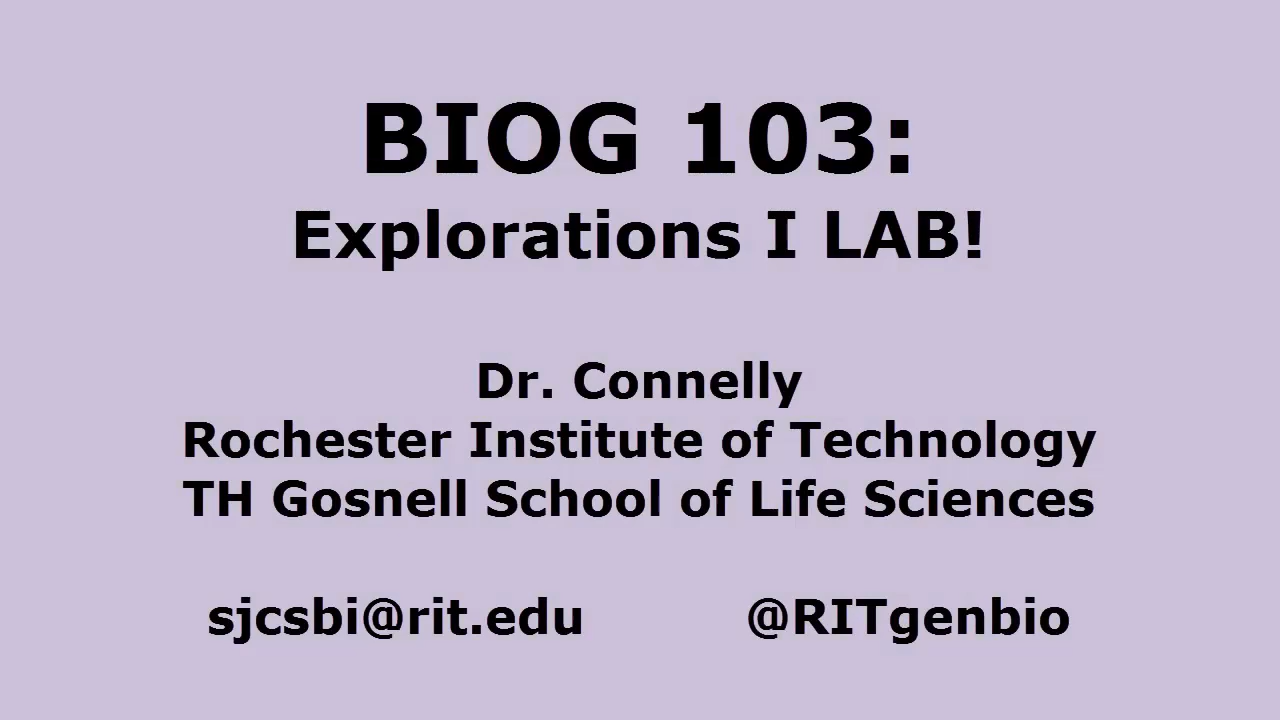 BIOG 103:
Explorations I LAB!
Dr. Connelly
Rochester Institute of Technology
TH Gosnell School of Life Sciences
sjcsbi@rit.edu @RITgenbio